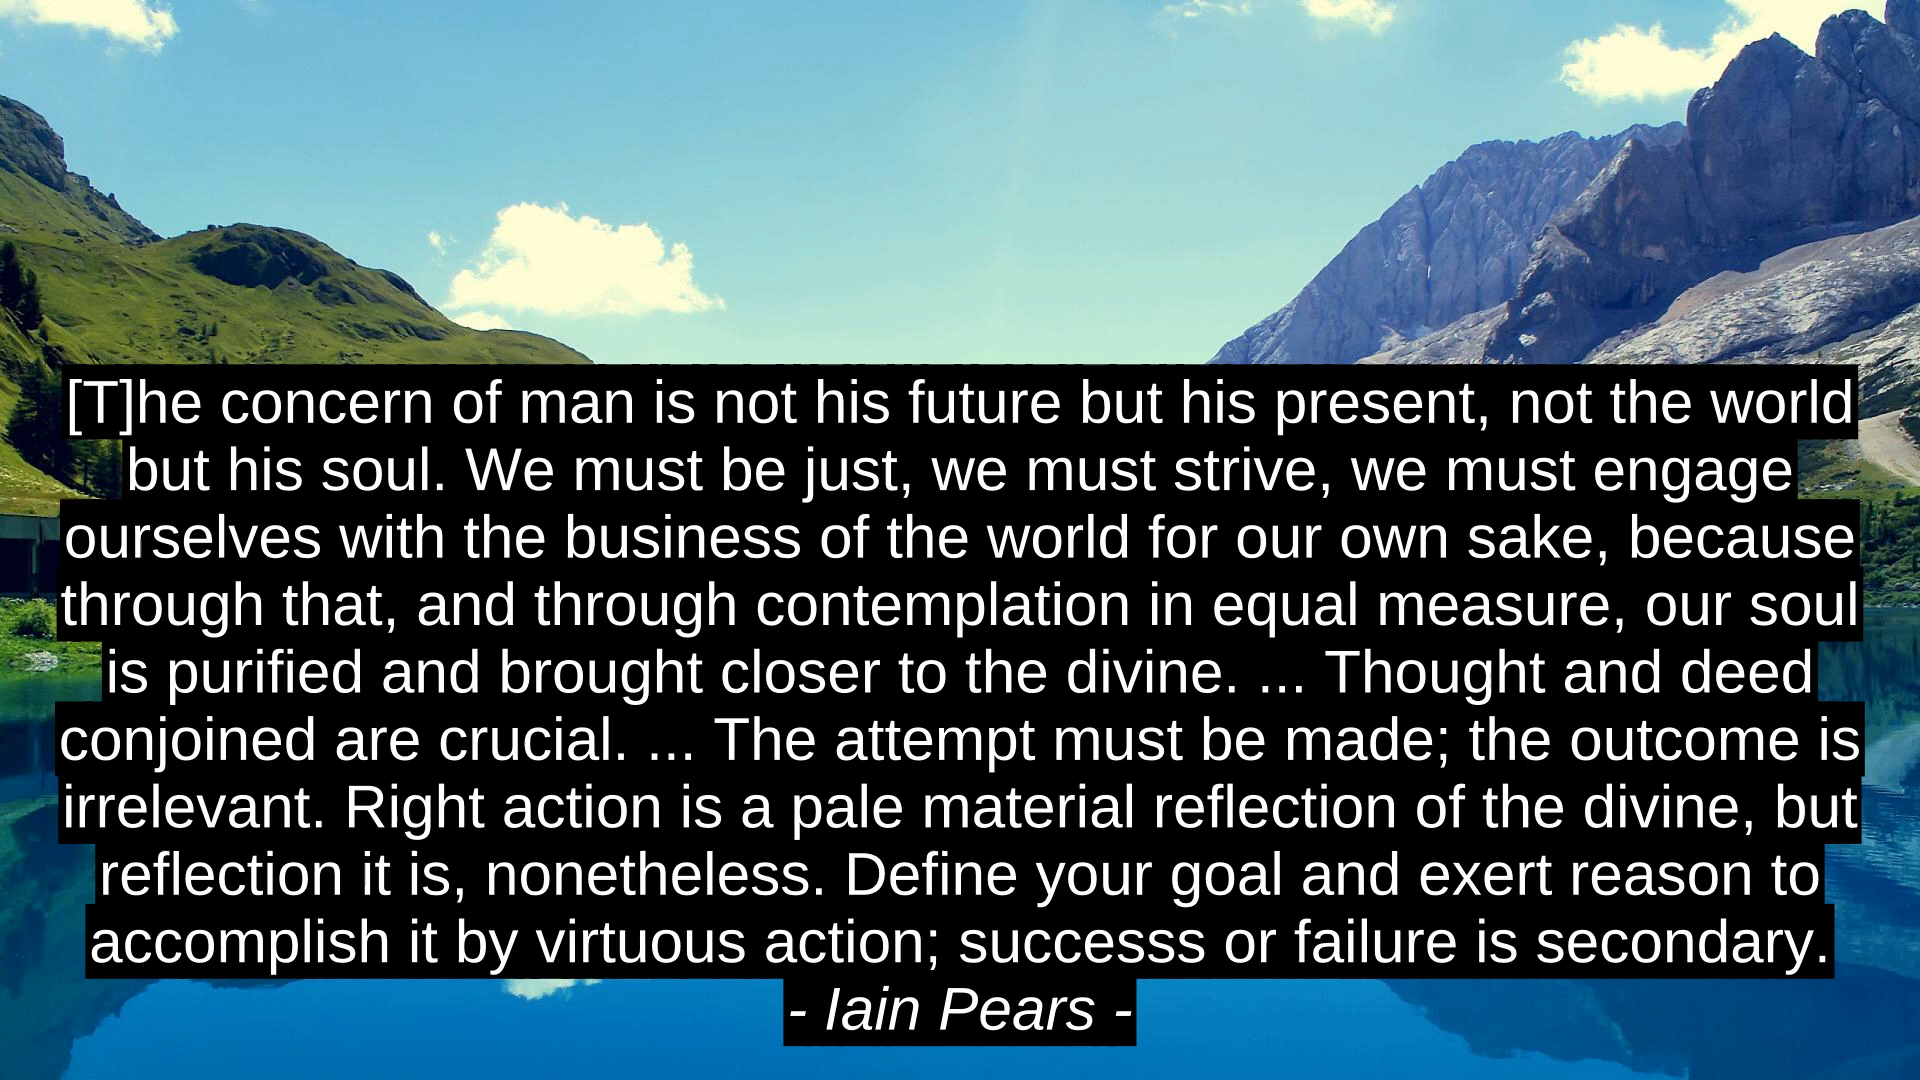 [T]he concern of man is not his future but his present, not the world
but his soul. We must be just, we must strive, we must engage
ourselves with the business of the world for our own sake, because
through that, and through contemplation in equal measure, our soul
is purified and brought closer to the divine. ... Thought and deed
conjoined are crucial. ... The attempt must be made; the outcome is
irrelevant. Right action is a pale material reflection of the divine, but
reflection it is, nonetheless. Define your goal and exert reason to
accomplish it by virtuous action; successs or failure is secondary.
- Iain Pears -